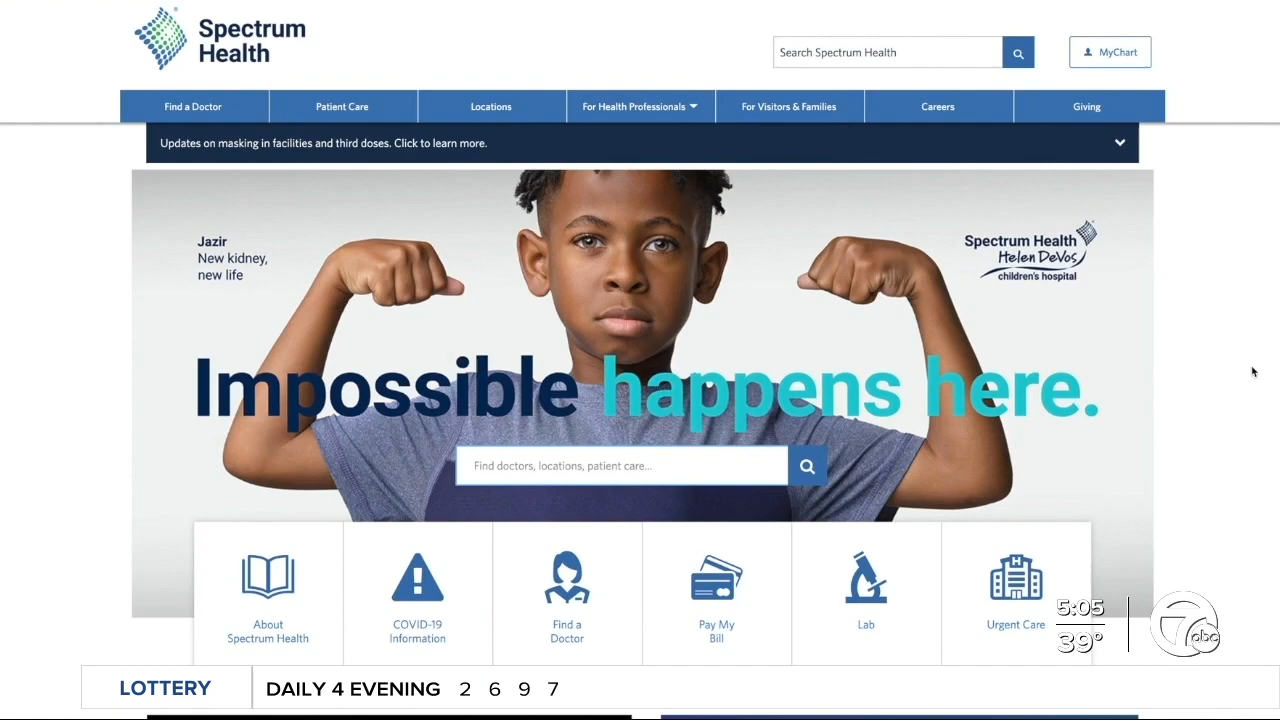 Spectrum
Health
Search Spectrum Health
MyChart
Find a Doctor
Patient Care
Locations
For Health Professionals
For Visitors & Families
Careers
Giving
Updates on masking in facilities and third doses. Click to learn more.
Jazir
New kidney,
new life
Spectrum Health
Helen DeVos
children's hospital
Impossible happens here.
Find doctors, locations, patient care...
About
Spectrum Health
COVID-19
Information
Find a
Doctor
Pay My
Bill
Lab
H
Urgent Care
5:05
39°
7 abc
LOTTERY
DAILY 4 EVENING 2 6 9 7